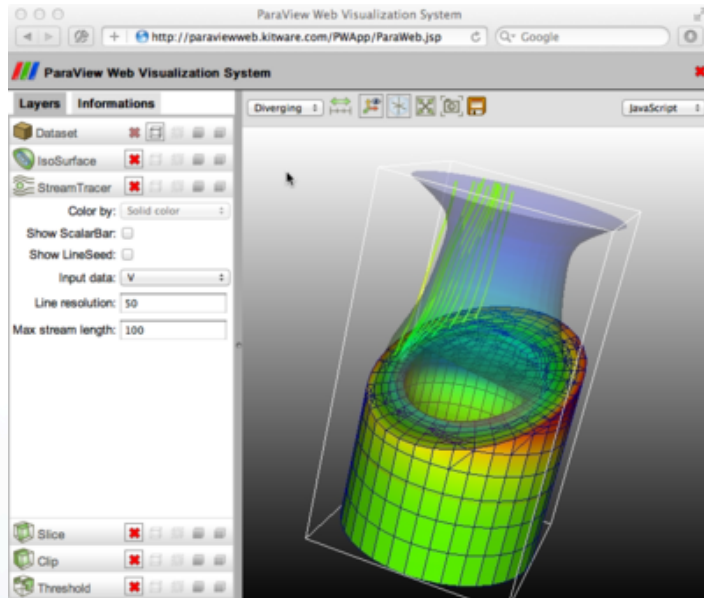 ParaView Web Visualization System
http://paraviewweb.kitware.com/PWApp/ParaWeb.jsp
Google
ParaView Web Visualization System
Layers Informations
Diverging
JavaScript
Dataset
IsoSurface
StreamTracer
Color by: Solid color
Show ScalarBar:
Show LineSeed:
Input data: V
Line resolution: 50
Max stream length: 100
Slice
Clip
Threshold